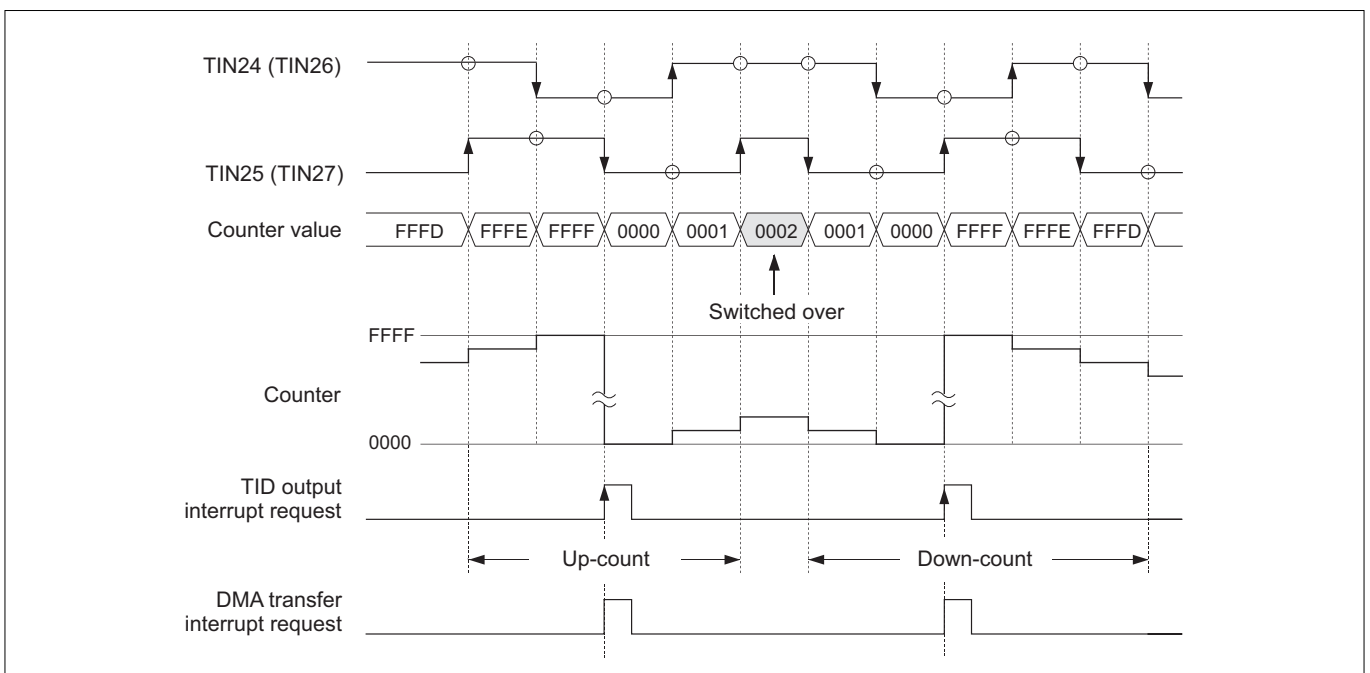 TIN24 (TIN26)
TIN25 (TIN27)
Counter value FFFD FFFE FFFF 0000 0001 0002 0001 0000 FFFF FFFE FFFD
Switched over
FFFF
Counter
0000
TID output
interrupt request
Up-count Down-count
DMA transfer
interrupt request